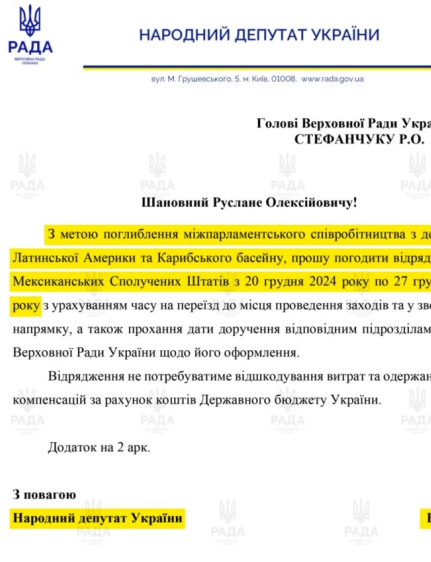 РАДА
ВЕРХОВНА РАДА
УКРАЇНИ
НАРОДНИЙ ДЕПУТАТ УКРАЇНИ
вул. М. Грушевського, 5, м. Київ, 01008, www.rada.gov.ua
Голові Верховної Ради Укра
СТЕФАНЧУКУ Р.О.
Шановний Руслане Олексійовичу!
З метою поглиблення міжпарламентського співробітництва з де
Латинської Америки та Карибського басейну, прошу погодити відряд
Мексиканських Сполучених Штатів з 20 грудня 2024 року по 27 гру
року з урахуванням часу на переїзд до місця проведення заходів та у зво
напрямку, а також прохання дати доручення відповідним підрозділам
Верховної Ради України щодо його оформлення.
Відрядження не потребуватиме відшкодування витрат та одержан
компенсацій за рахунок коштів Державного бюджету України.
Додаток на 2 арк.
З повагою
Народний депутат України